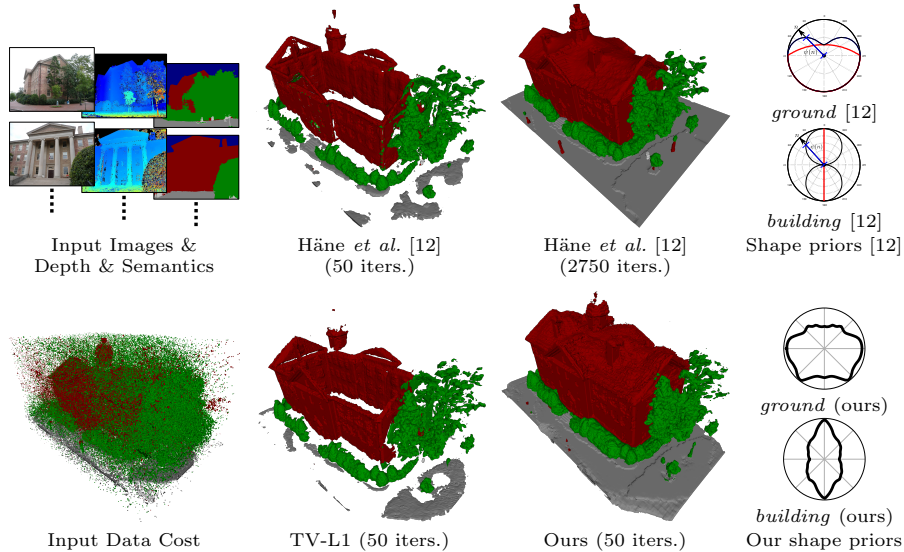 ground [12]
building [12]
Input Images &
Depth & Semantics
Häne et al. [12]
(50 iters.)
Häne et al. [12]
(2750 iters.)
Shape priors [12]
ground (ours)
building (ours)
Input Data Cost
TV-L1 (50 iters.)
Ours (50 iters.)
Our shape priors